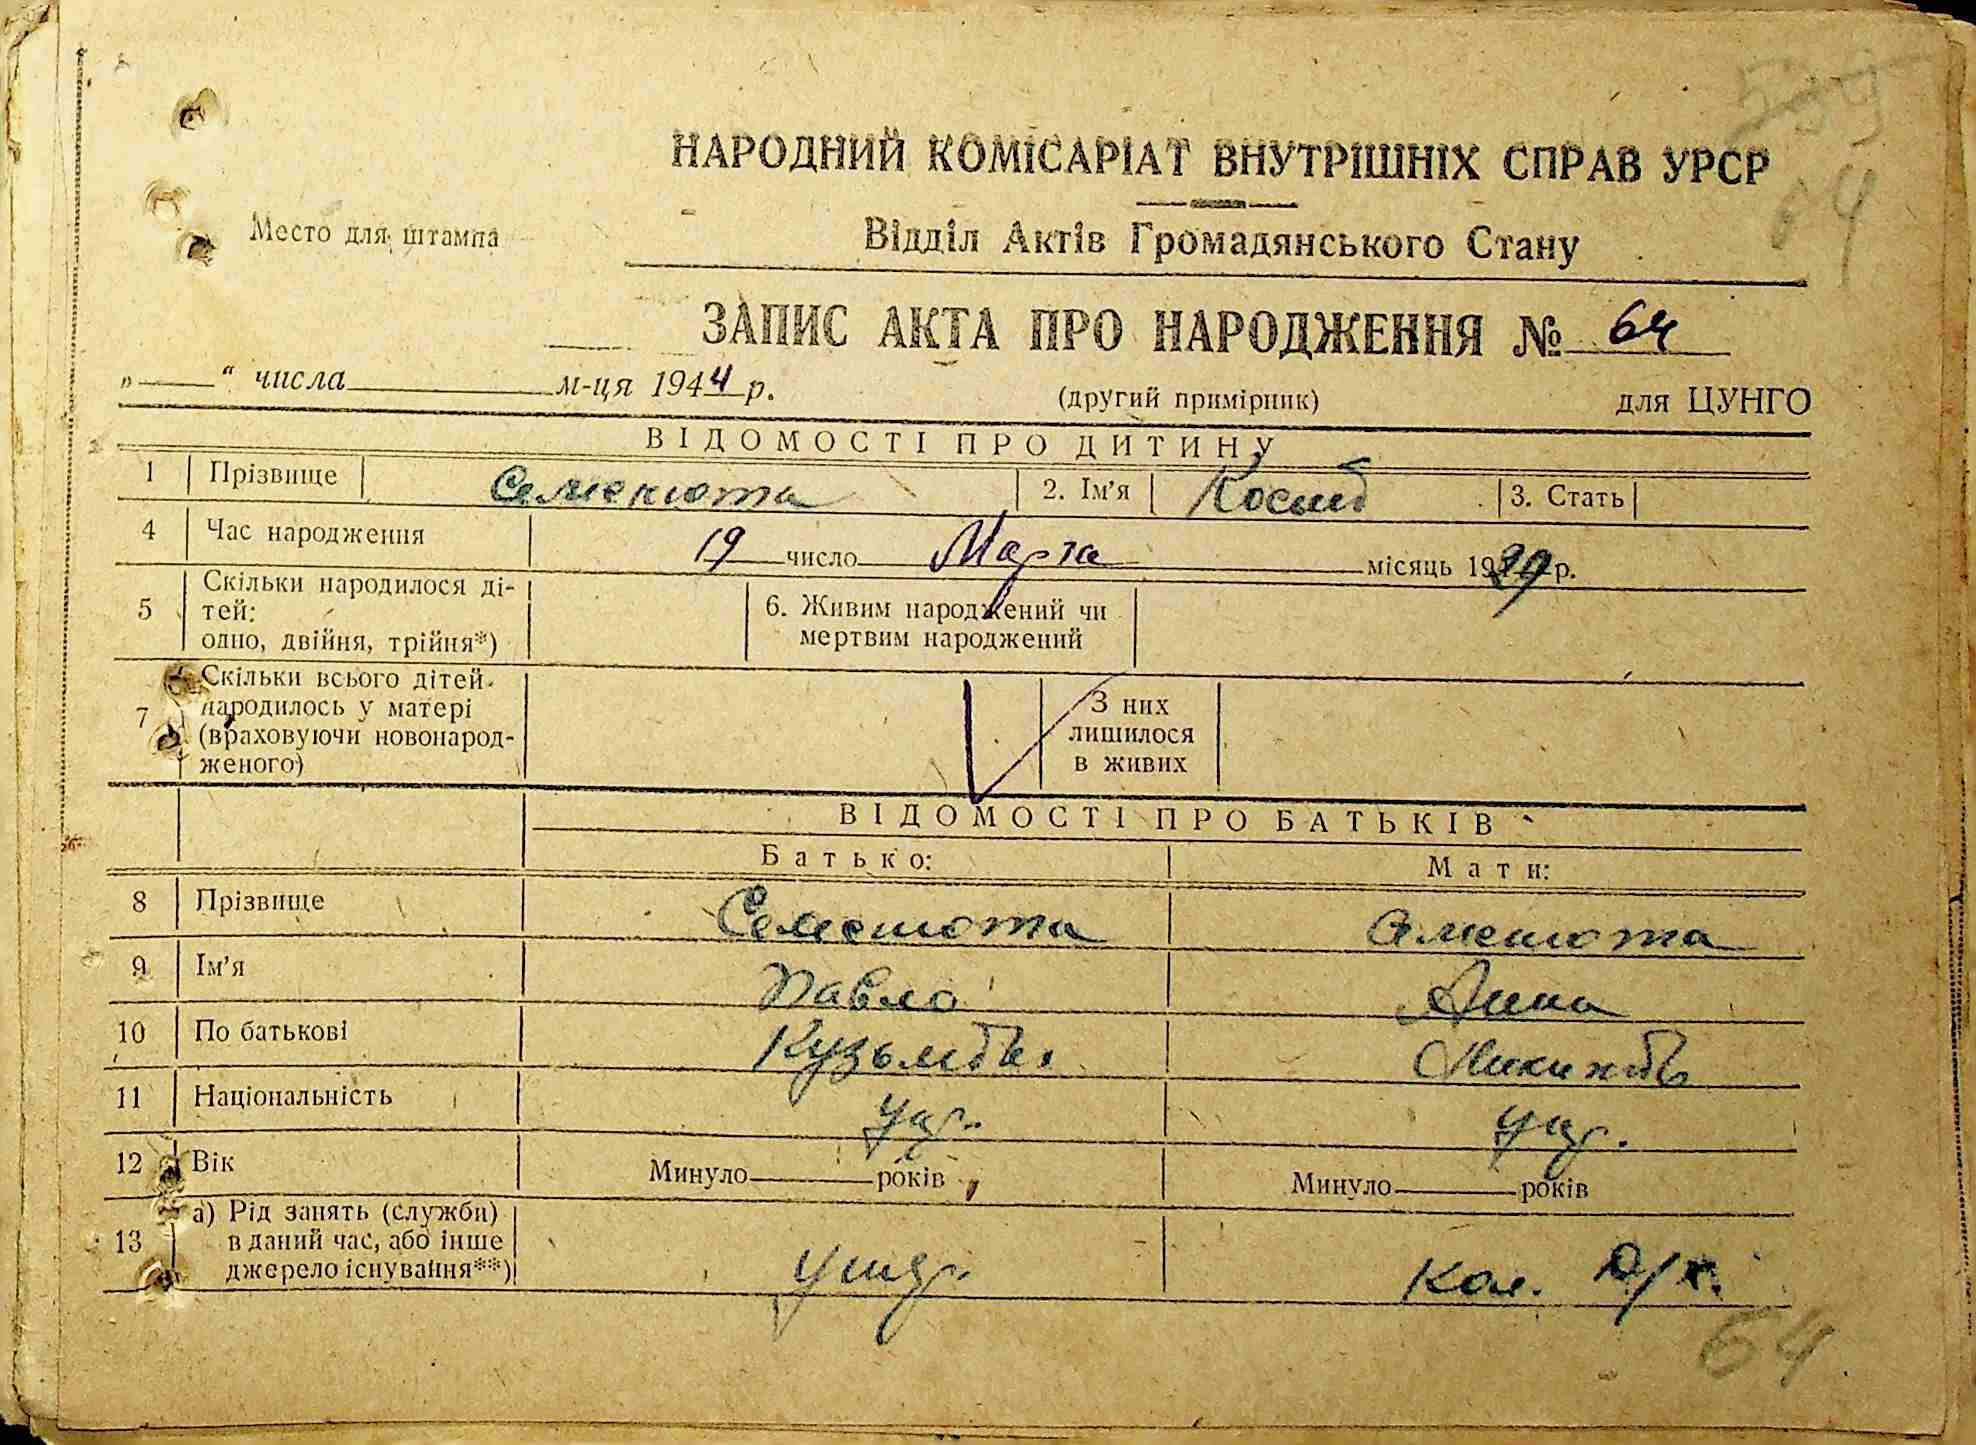 64
НАРОДНИЙ КОМІСАРІАТ ВНУТРІШНІХ СПРАВ УРСР
Место для штампа
Відділ Актів Громадянського Стану
ЗАПИС АКТА ПРО НАРОДЖЕННЯ № 64
„ “ числа м-ця 1944 р. (другий примірник) для ЦУНГО
ВІДОМОСТІ ПРО ДИТИНУ
1 Прізвище Семенюта 2. Ім'я 3. Стать
4 Час народження 19 число Марта місяць 1939 р.
5 Скільки народилося ді-
тей:
одно, двійня, трійня*)
6. Живим народжений чи
мертвим народжений
7 Скільки всього дітей
народилось у матері
(враховуючи новонарод-
женого)
З них
лишилося
в живих
ВІДОМОСТІ ПРО БАТЬКІВ
Батько: Мати:
8 Прізвище Семенюта Семенюта
9 Ім'я Павло Анна
10 По батькові
11 Національність Укр. Укр.
12 Вік Минуло років Минуло років
13 а) Рід занять (служби)
в даний час, або інше
джерело існування**)
Кол.
64